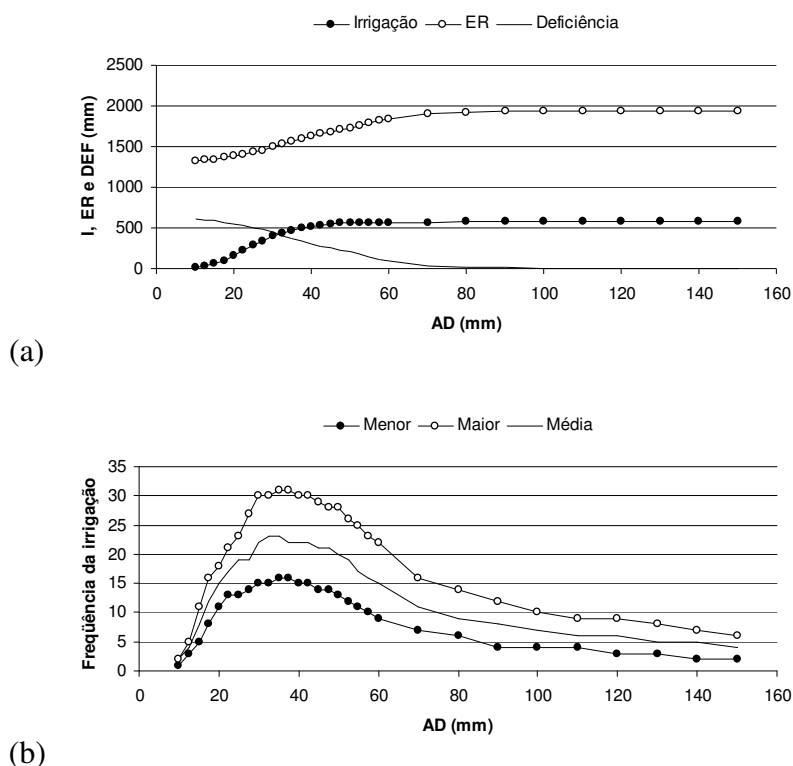 Irrigação ER Deficiência
2500
2000
1500
1000
500
0
I, ER e DEF (mm)
0 20 40 60 80 100 120 140 160
AD (mm)
(a)
Menor Maior Média
35
30
25
20
15
10
5
0
Freqüência da irrigação
0 20 40 60 80 100 120 140 160
AD (mm)
(b)